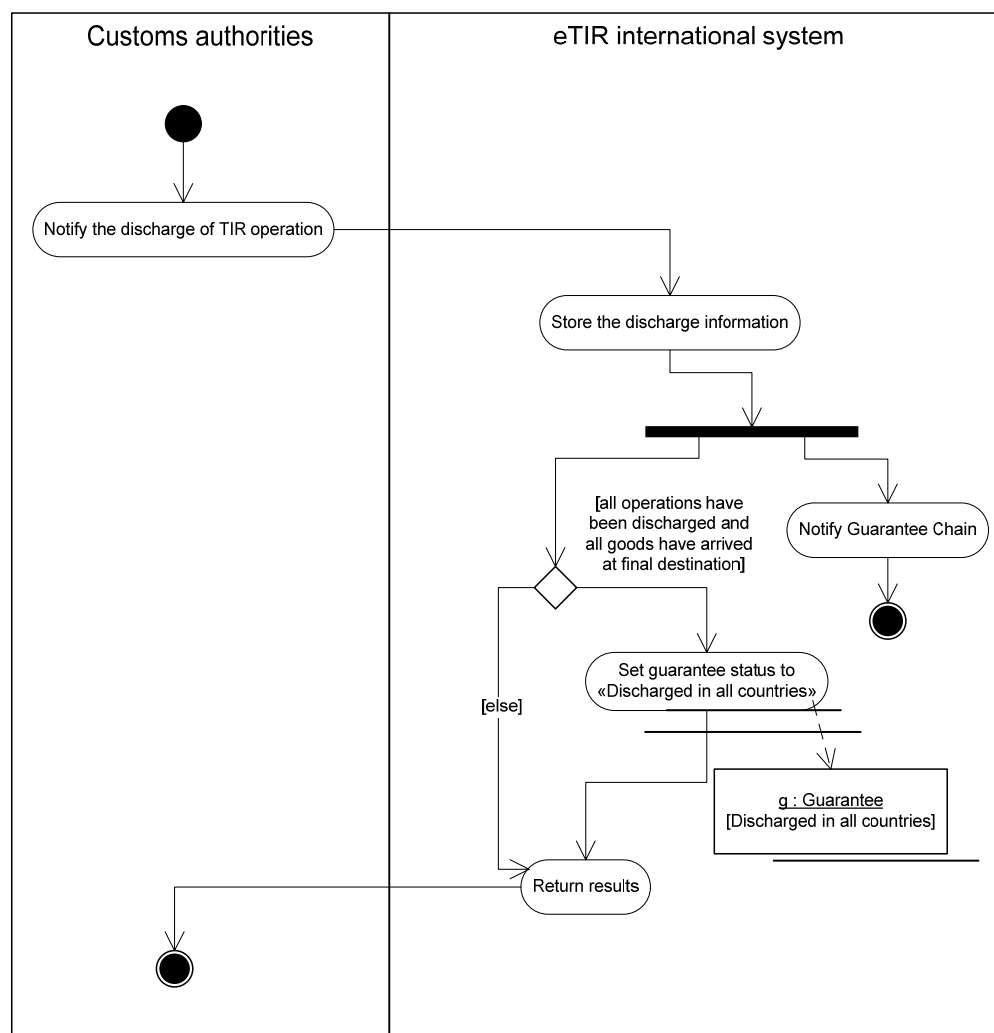 Customs authorities
eTIR international system
Notify the discharge of TIR operation
Store the discharge information
[all operations have
been discharged and
all goods have arrived
at final destination]
Notify Guarantee Chain
Set guarantee status to
«Discharged in all countries»
[else]
g : Guarantee
[Discharged in all countries]
Return results